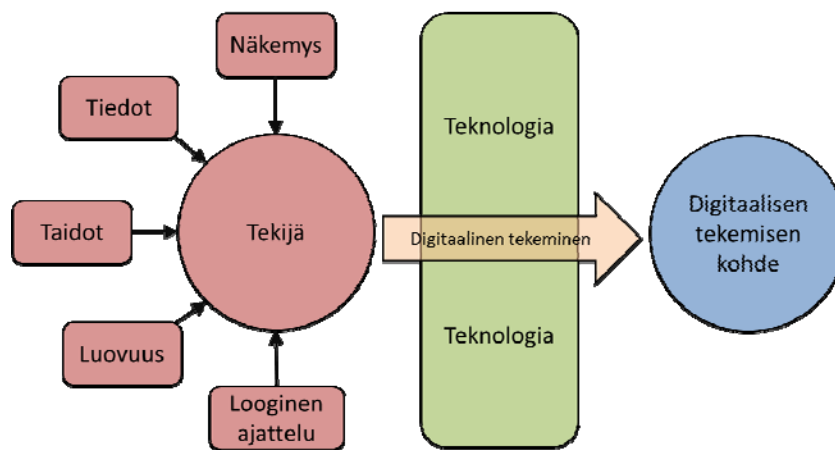 Näkemys
Tiedot
Taidot
Luovuus
Looginen
ajattelu
Tekijä
Teknologia
Digitaalinen tekeminen
Teknologia
Digitaalisen
tekemisen
kohde